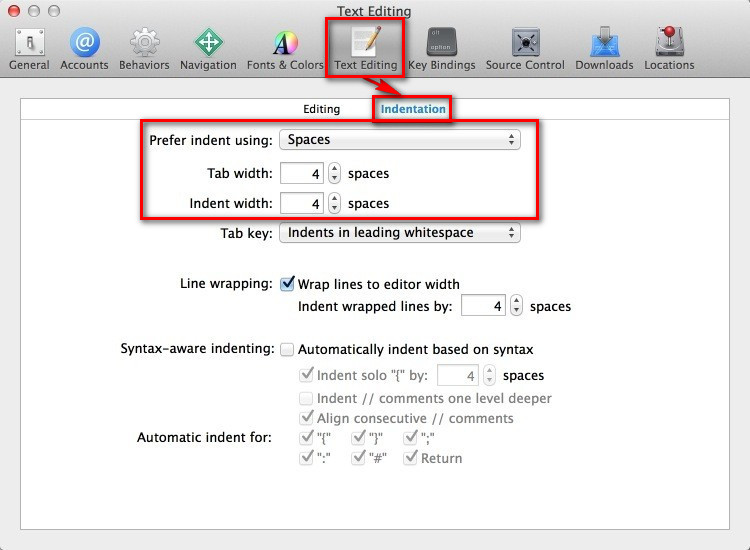 Text Editing
alt
option
General Accounts Behaviors Navigation Fonts & Colors Text Editing Key Bindings Source Control Downloads Locations
Editing Indentation
Prefer indent using: Spaces
Tab width: 4 spaces
Indent width: 4 spaces
Tab key: Indents in leading whitespace
Line wrapping: Wrap lines to editor width
Indent wrapped lines by: 4 spaces
Syntax-aware indenting: Automatically indent based on syntax
Indent solo "{" by: 4 spaces
Indent // comments one level deeper
Align consecutive // comments
Automatic indent for: "{" "}" ";"
":" "#" Return